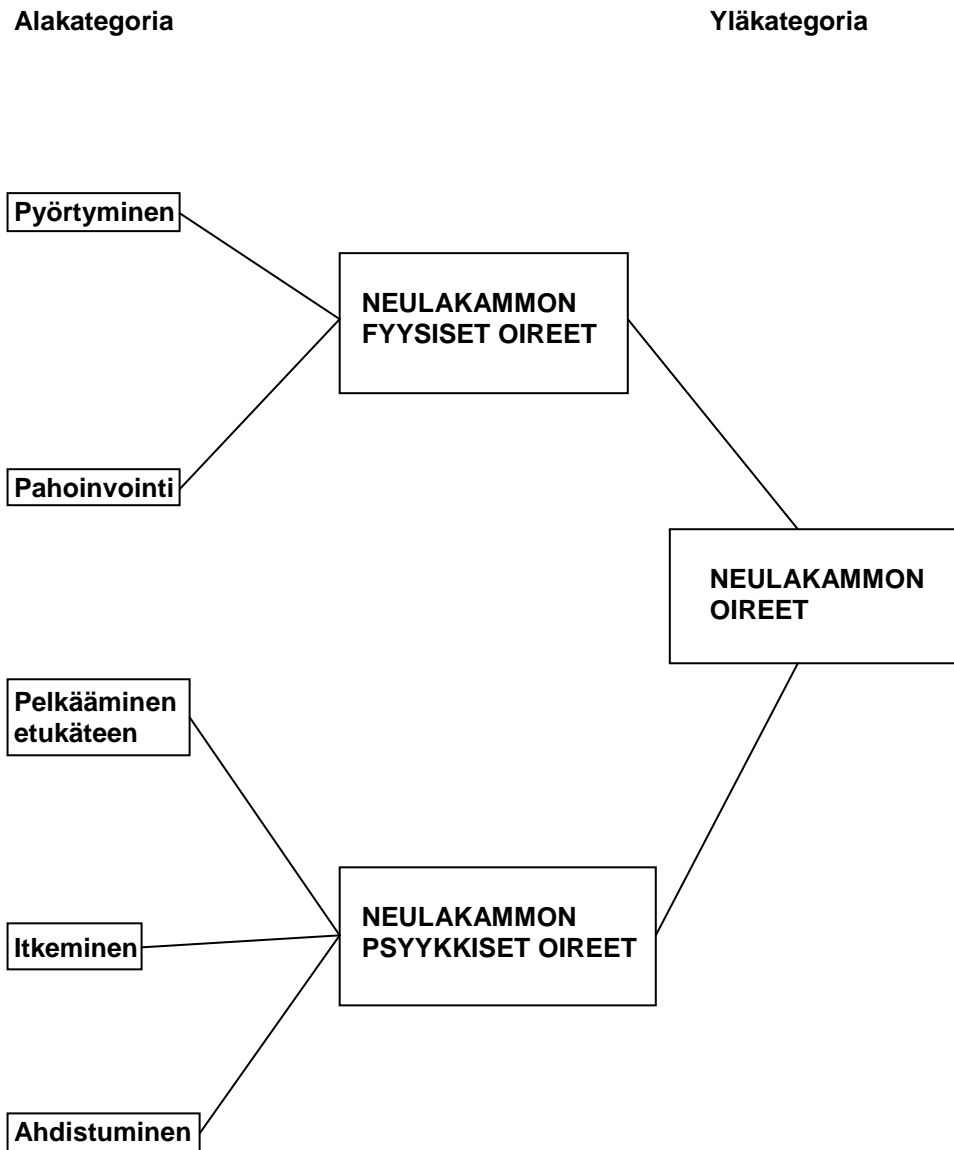 Alakategoria
Yläkategoria
Pyörtyminen
NEULAKAMMON
FYYSISET OIREET
Pahoinvointi
NEULAKAMMON
OIREET
Pelkääminen
etukäteen
NEULAKAMMON
PSYYKKISET OIREET
Itkeminen
Ahdistuminen